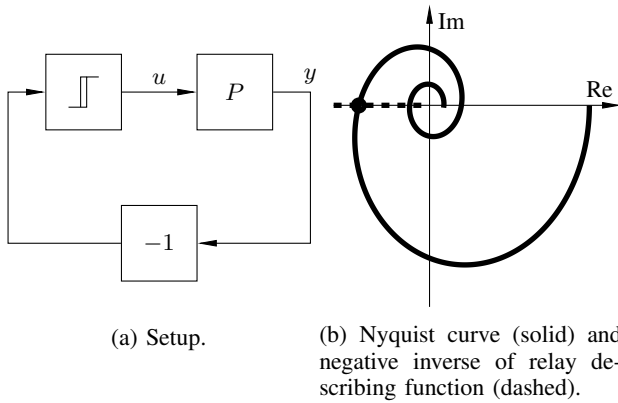 Im
Re
u
P
y
−1
(a) Setup.
(b) Nyquist curve (solid) and
negative inverse of relay de-
scribing function (dashed).